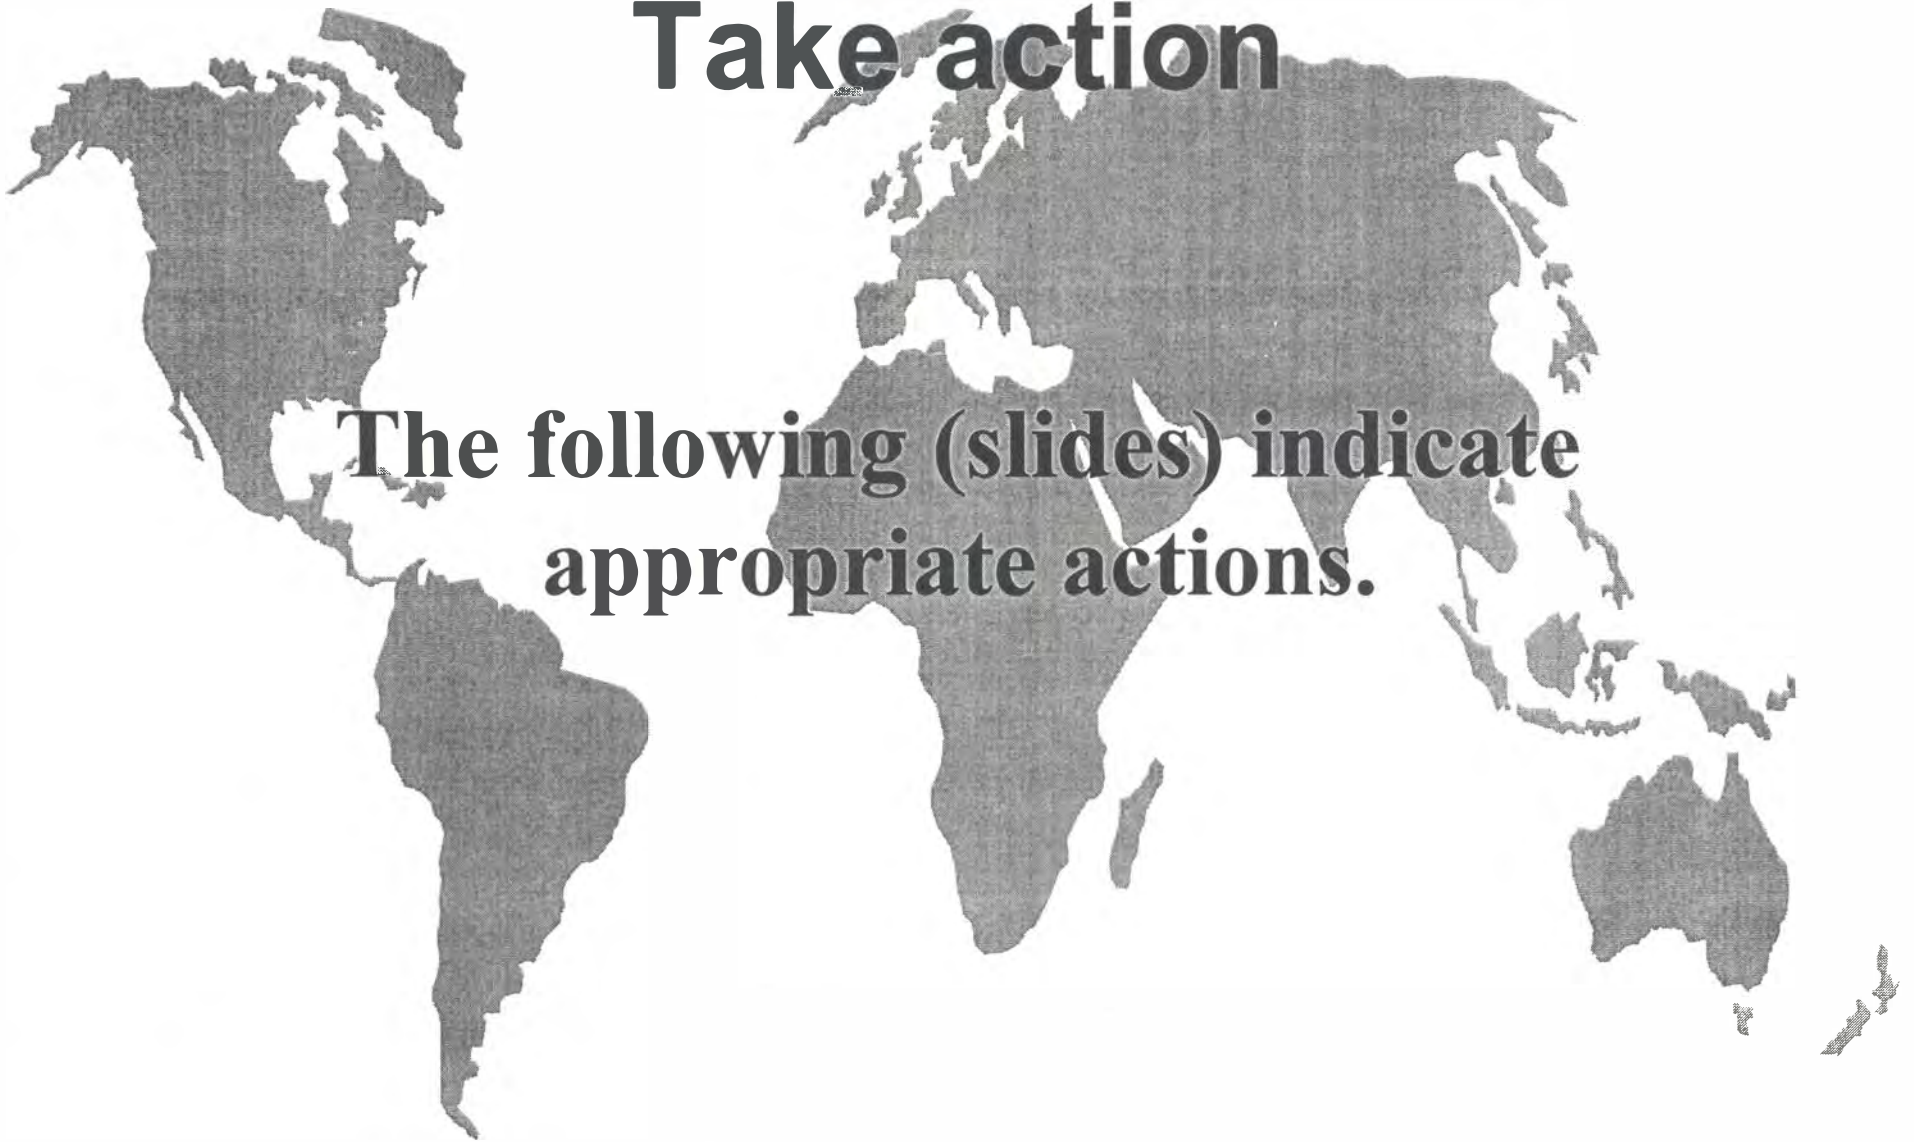 Take action
The following (slides) indicate
appropriate actions.